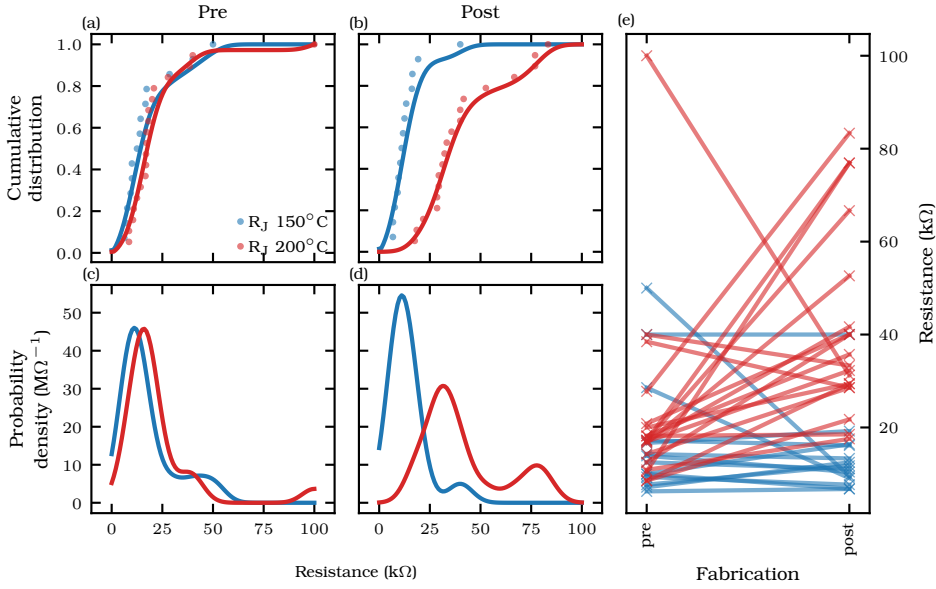 Pre
Post
(a)
(b)
(e)
1.0
0.8
0.6
0.4
0.2
0.0
Cumulative
distribution
R_J 150°C
R_J 200°C
100
80
60
40
20
Resistance (kΩ)
(c)
(d)
50
40
30
20
10
0
Probability
density (MΩ⁻¹)
0 25 50 75 100
0 25 50 75 100
pre
post
Resistance (kΩ)
Fabrication